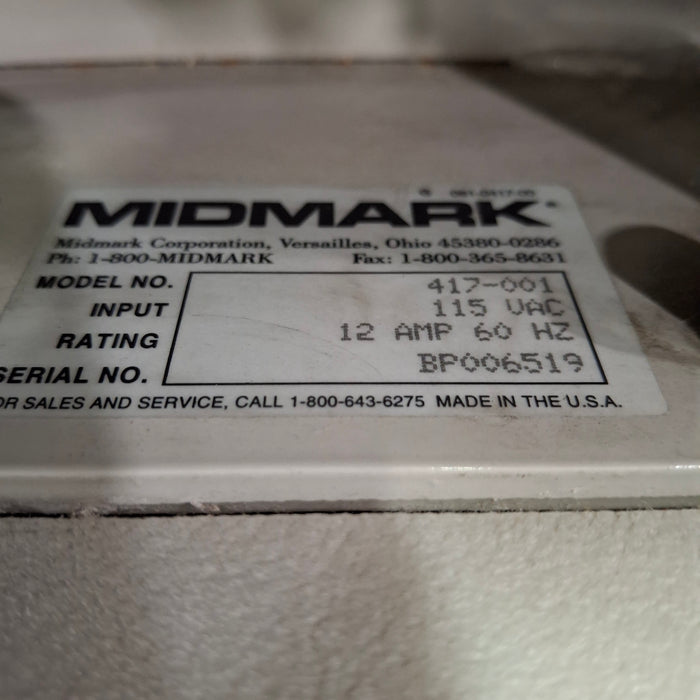 MIDMARK
Midmark Corporation, Versailles, Ohio 45380-0286
Ph: 1-800-MIDMARK Fax: 1-800-365-8631
MODEL NO. 417-001
INPUT 115 VAC
RATING 12 AMP 60 HZ
SERIAL NO. BP006519
OR SALES AND SERVICE, CALL 1-800-643-6275 MADE IN THE U.S.A.